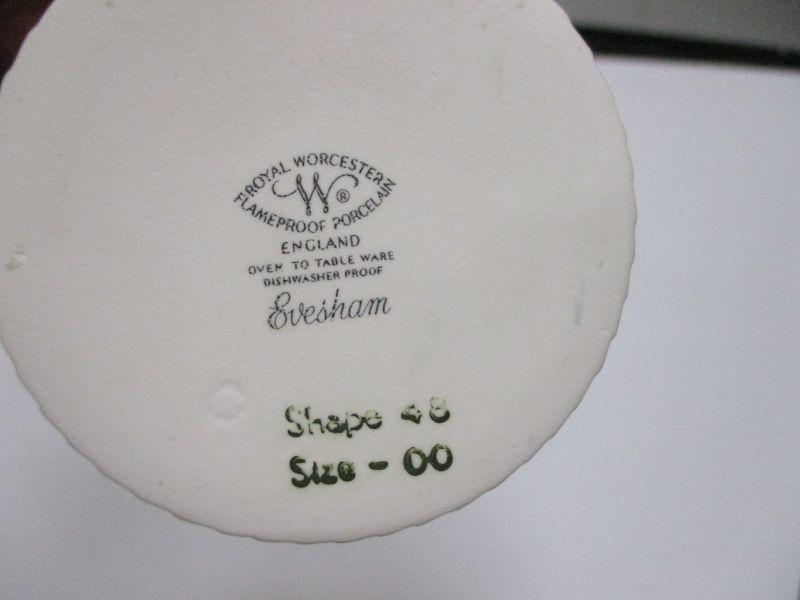 ROYAL WORCESTER
W ®
FLAMEPROOF PORCELAIN
ENGLAND
OVEN TO TABLE WARE
DISHWASHER PROOF
Evesham
Shape 48
Size - 00